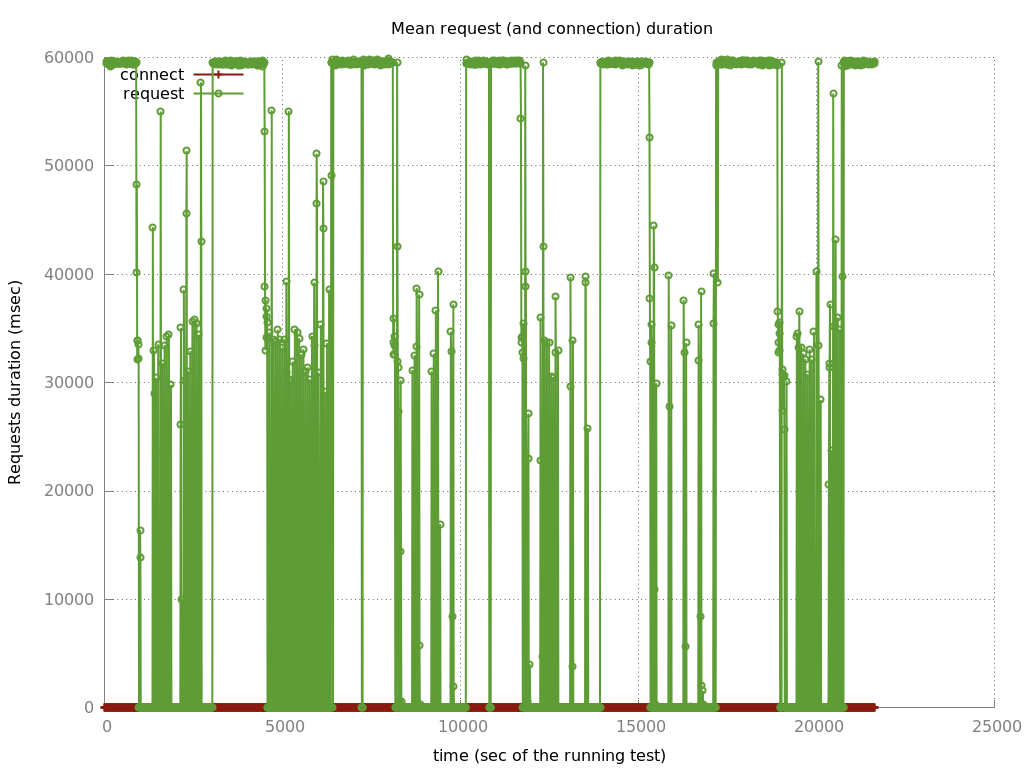 Mean request (and connection) duration
60000
50000
40000
30000
20000
10000
0
connect
request
Requests duration (msec)
0
5000
10000
15000
20000
25000
time (sec of the running test)